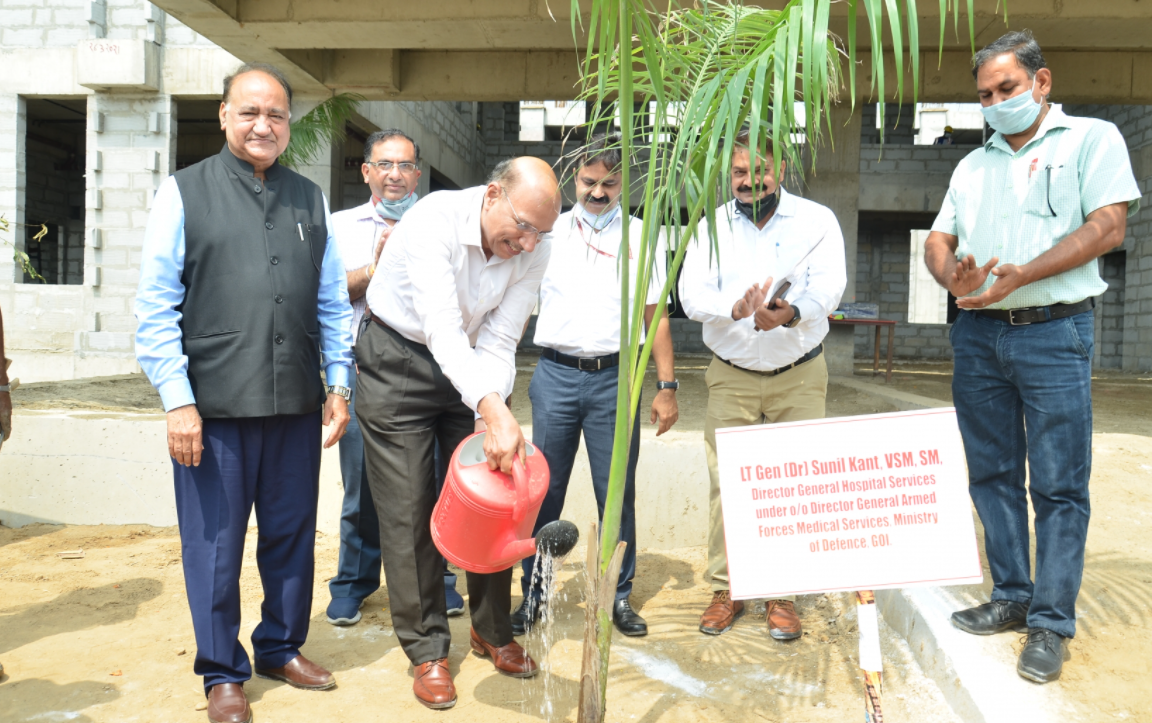 LT Gen (Dr) Sunil Kant, VSM, SM,
Director General Hospital Services
under o/o Director General Armed
Forces Medical Services, Ministry
of Defence, GOI.